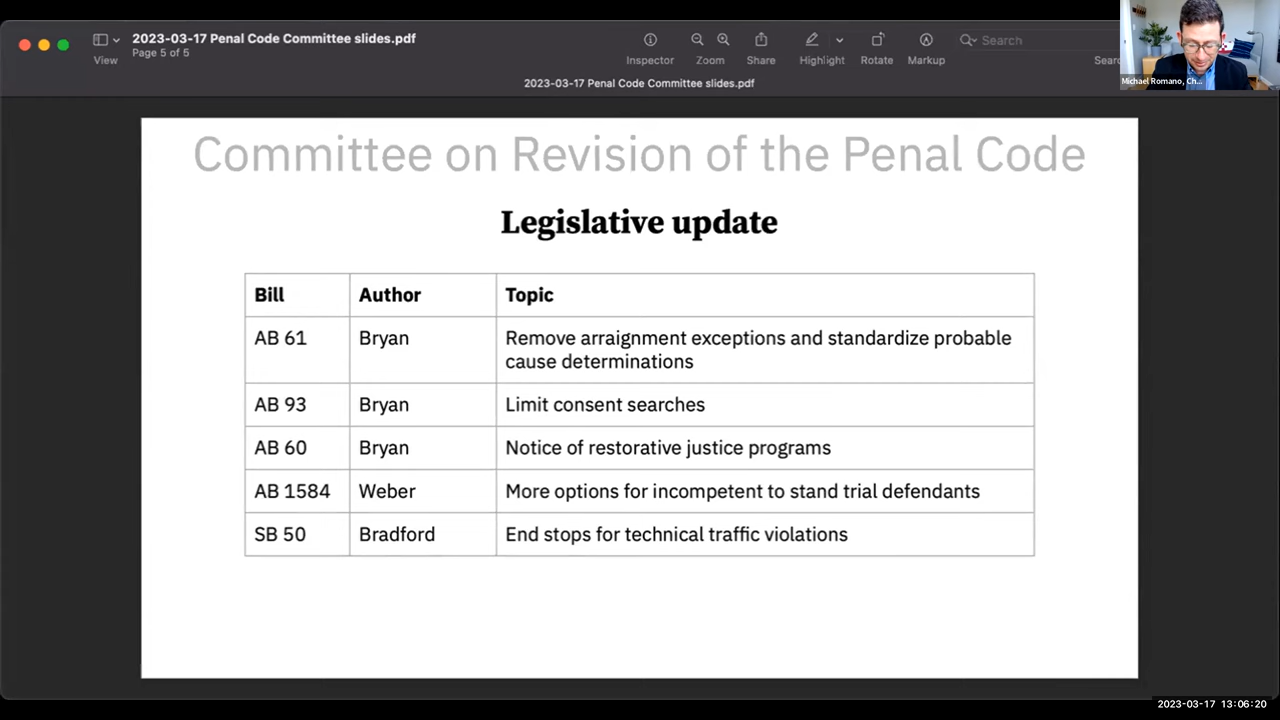 2023-03-17 Penal Code Committee slides.pdf
Page 5 of 5
View
Inspector
Zoom
Share
Highlight
Rotate
Markup
Search
Searc
2023-03-17 Penal Code Committee slides.pdf
Michael Romano, Ch...
Committee on Revision of the Penal Code
Legislative update
Bill Author Topic
AB 61 Bryan Remove arraignment exceptions and standardize probable
cause determinations
AB 93 Bryan Limit consent searches
AB 60 Bryan Notice of restorative justice programs
AB 1584 Weber More options for incompetent to stand trial defendants
SB 50 Bradford End stops for technical traffic violations
2023-03-17 13:06:20